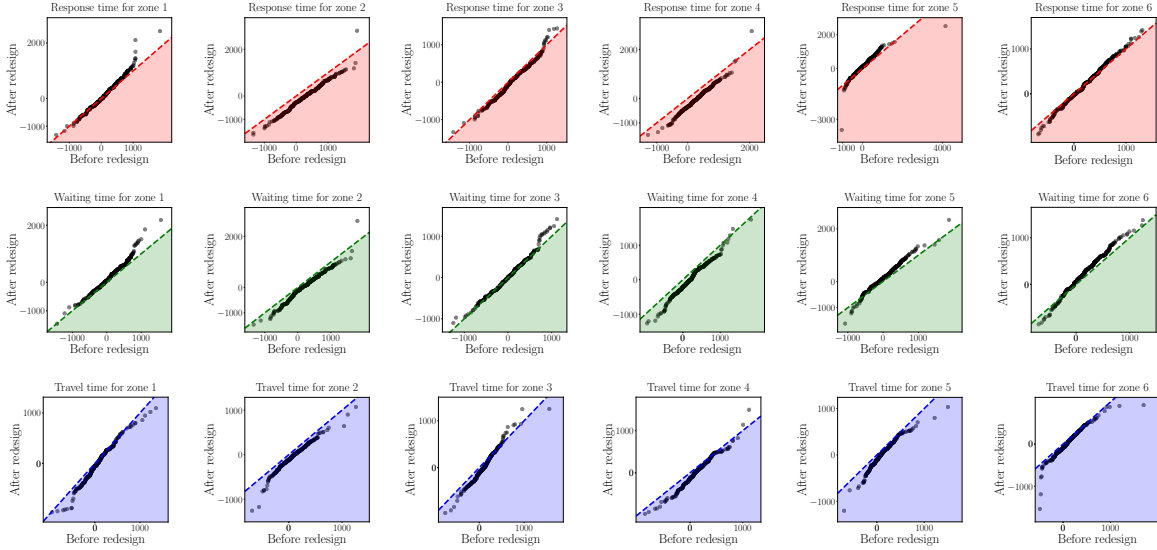 Response time for zone 1 Response time for zone 2 Response time for zone 3 Response time for zone 4 Response time for zone 5 Response time for zone 6
After redesign After redesign After redesign After redesign After redesign After redesign
2000 2000 1000 2000 0 1000
0 0 0 0 −3000 0
−1000 −1000 −1000 −1000
−1000 0 1000 −1000 0 1000 −1000 0 1000 0 2000 −1000 0 4000 0 1000
Before redesign Before redesign Before redesign Before redesign Before redesign Before redesign
Waiting time for zone 1 Waiting time for zone 2 Waiting time for zone 3 Waiting time for zone 4 Waiting time for zone 5 Waiting time for zone 6
After redesign After redesign After redesign After redesign After redesign After redesign
2000 2000 1000 1000 2000 1000
0 0 0 0 0 0
−1000 −1000 −1000 −1000 −1000
−1000 0 1000 0 1000 −1000 0 1000 0 1000 −1000 0 1000 0 1000
Before redesign Before redesign Before redesign Before redesign Before redesign Before redesign
Travel time for zone 1 Travel time for zone 2 Travel time for zone 3 Travel time for zone 4 Travel time for zone 5 Travel time for zone 6
After redesign After redesign After redesign After redesign After redesign After redesign
1000 1000 1000 1000 1000 0
0 0 0 0 0 −1000
−1000 −1000
0 1000 0 1000 0 1000 0 1000 0 1000 0 1000
Before redesign Before redesign Before redesign Before redesign Before redesign Before redesign